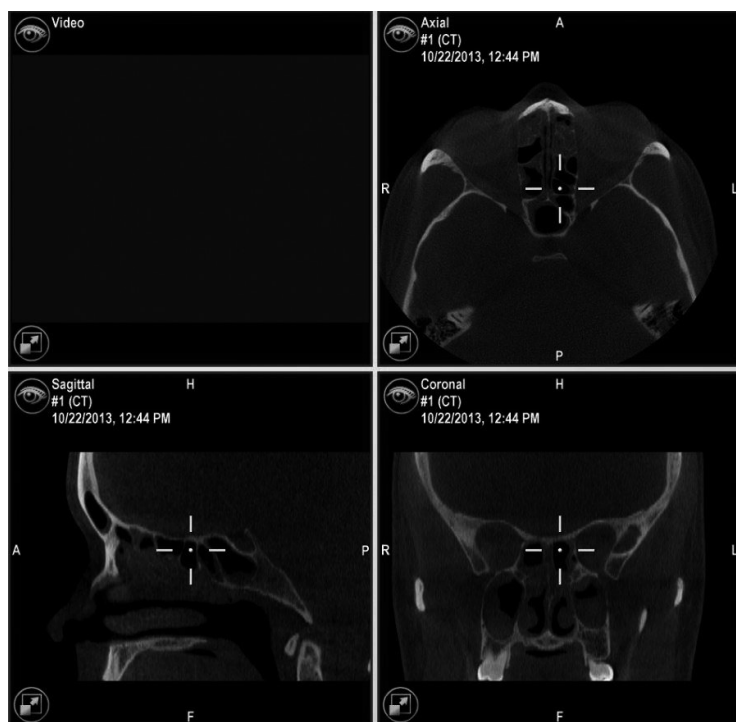 Video
Axial
#1 (CT)
10/22/2013, 12:44 PM
A
R
L
P
Sagittal
#1 (CT)
10/22/2013, 12:44 PM
H
A
P
F
Coronal
#1 (CT)
10/22/2013, 12:44 PM
H
R
L
F